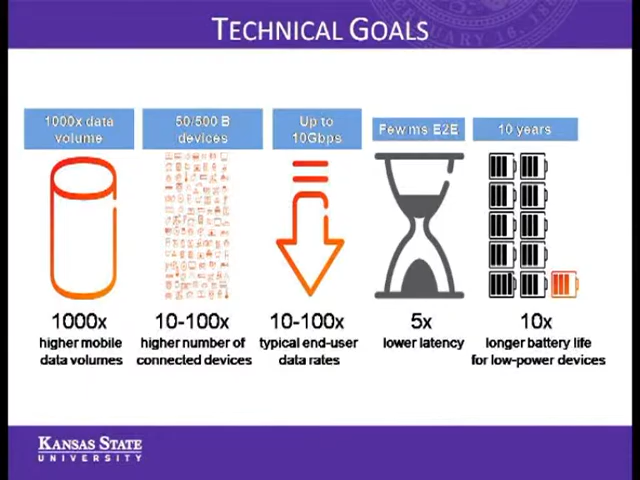 TECHNICAL GOALS
1000x data
volume
50/500 B
devices
Up to
10Gbps
Few ms E2E
10 years
1000x
higher mobile
data volumes
10-100x
higher number of
connected devices
10-100x
typical end-user
data rates
5x
lower latency
10x
longer battery life
for low-power devices
KANSAS STATE
UNIVERSITY